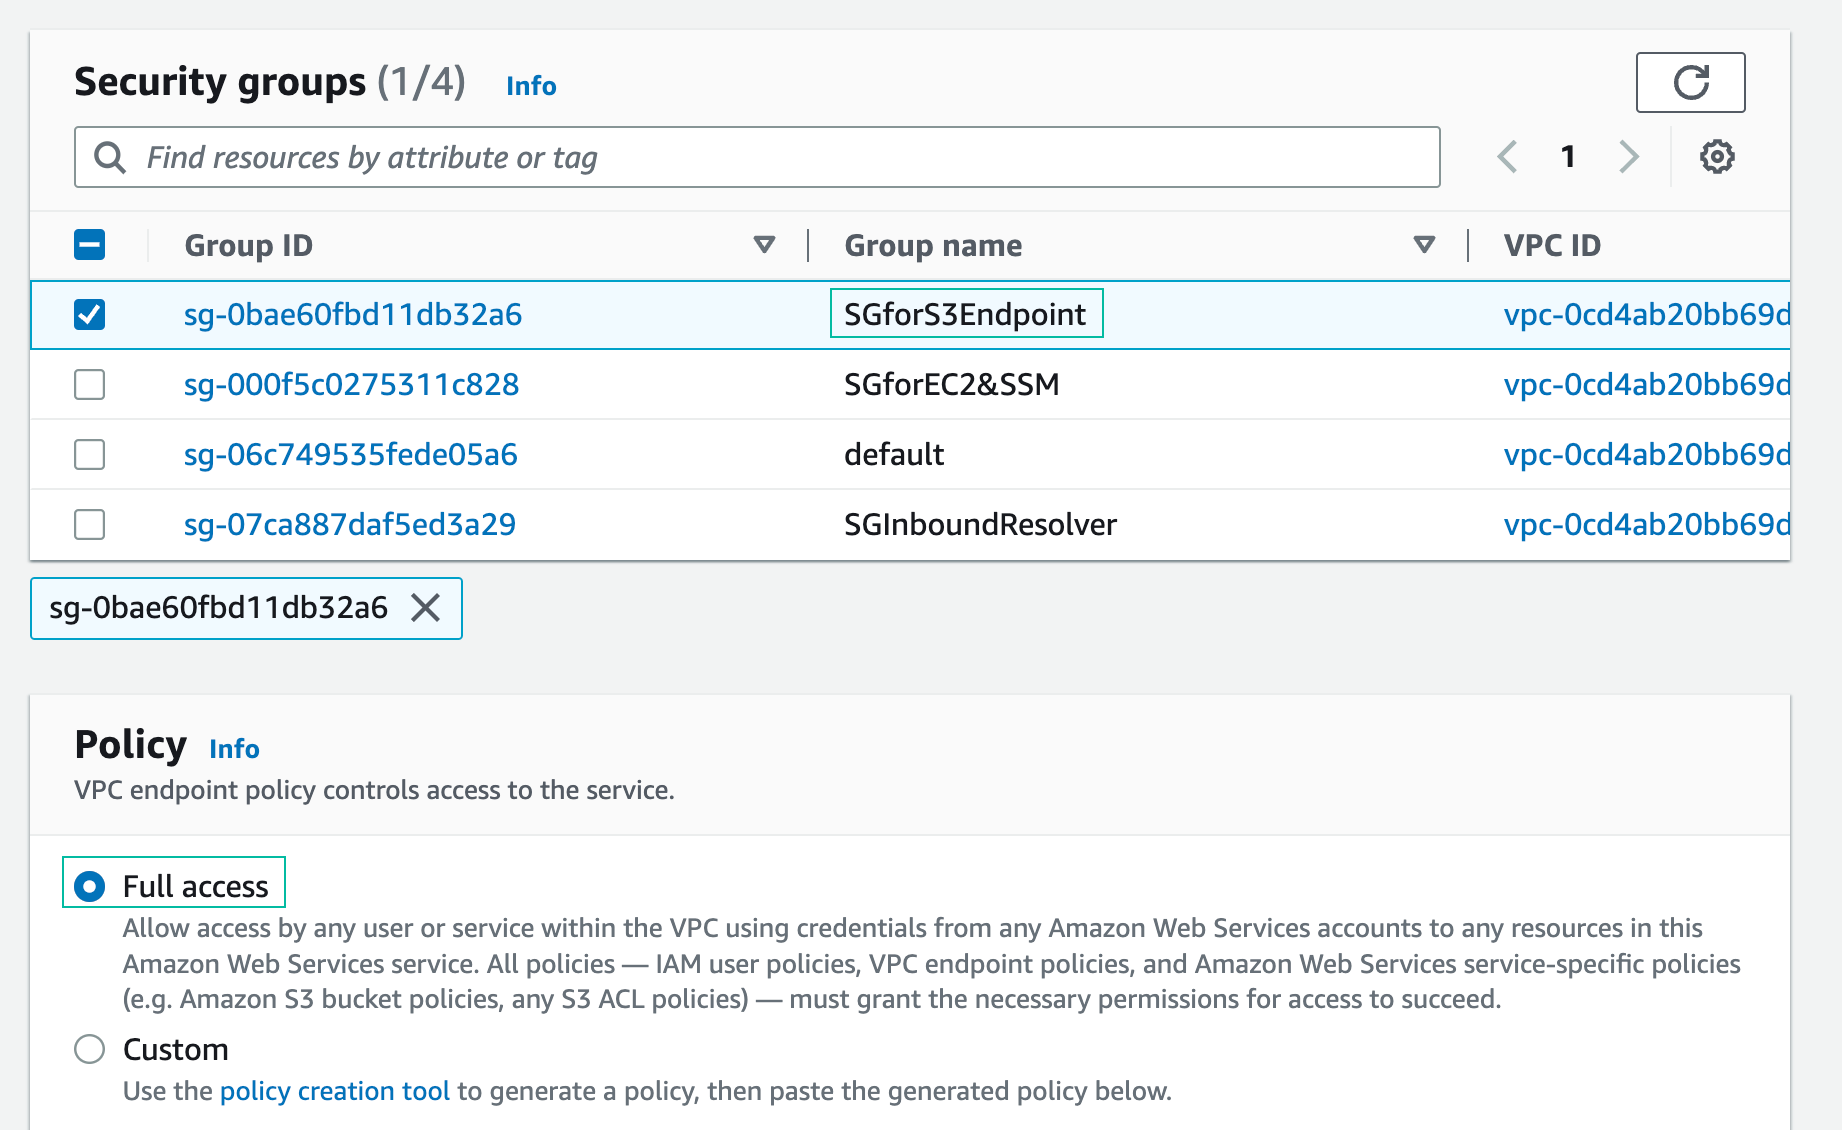 Security groups (1/4) Info
Find resources by attribute or tag
1
Group ID Group name VPC ID
sg-0bae60fbd11db32a6 SGforS3Endpoint vpc-0cd4ab20bb69d
sg-000f5c0275311c828 SGforEC2&SSM vpc-0cd4ab20bb69d
sg-06c749535fede05a6 default vpc-0cd4ab20bb69d
sg-07ca887daf5ed3a29 SGInboundResolver vpc-0cd4ab20bb69d
sg-0bae60fbd11db32a6
Policy Info
VPC endpoint policy controls access to the service.
Full access
Allow access by any user or service within the VPC using credentials from any Amazon Web Services accounts to any resources in this
Amazon Web Services service. All policies — IAM user policies, VPC endpoint policies, and Amazon Web Services service-specific policies
(e.g. Amazon S3 bucket policies, any S3 ACL policies) — must grant the necessary permissions for access to succeed.
Custom
Use the policy creation tool to generate a policy, then paste the generated policy below.